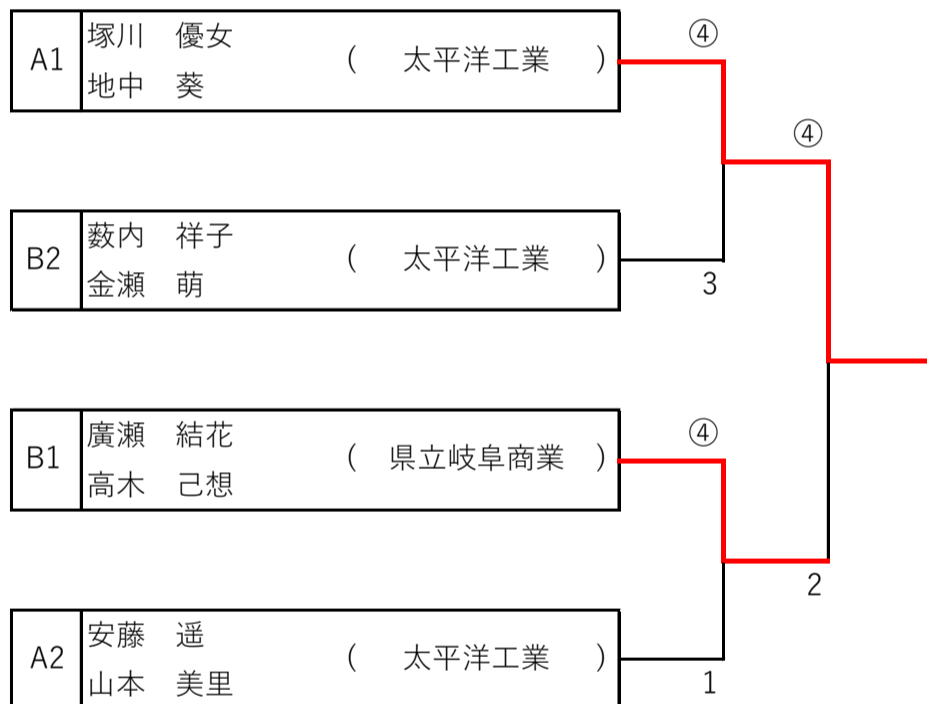 ④
塚川　優女
A1
(　太平洋工業　)
地中　葵
④
薮内　祥子
B2
(　太平洋工業　)
金瀬　萌
3
④
廣瀬　結花
B1
(　県立岐阜商業　)
高木　己想
2
安藤　遥
A2
(　太平洋工業　)
山本　美里
1